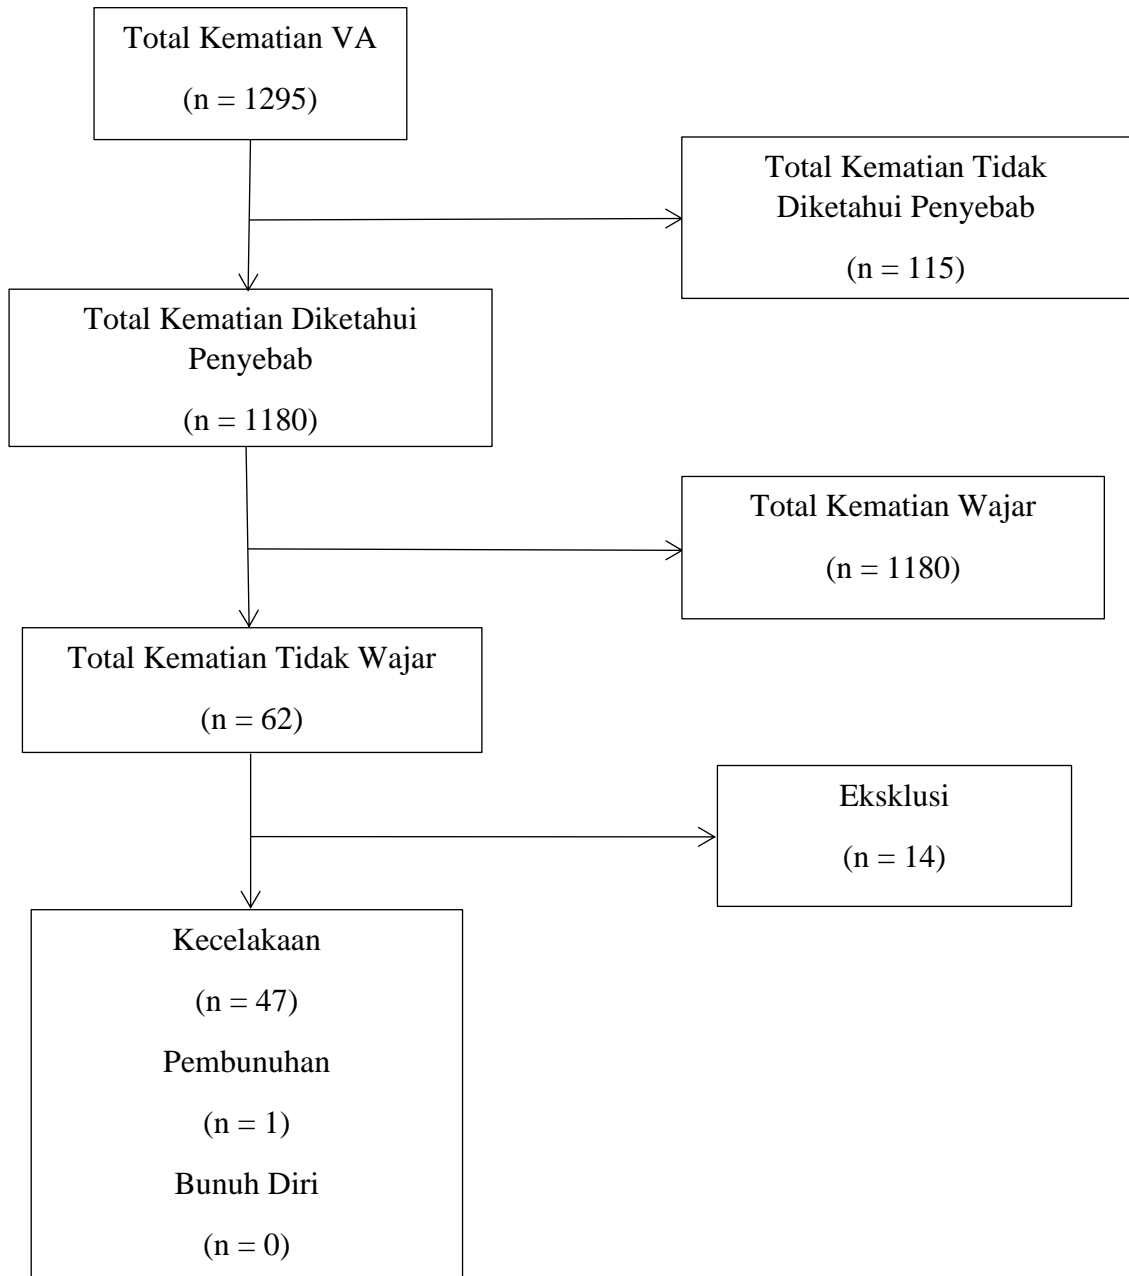 Total Kematian VA
(n = 1295)
Total Kematian Tidak
Diketahui Penyebab
(n = 115)
Total Kematian Diketahui
Penyebab
(n = 1180)
Total Kematian Wajar
(n = 1180)
Total Kematian Tidak Wajar
(n = 62)
Eksklusi
(n = 14)
Kecelakaan
(n = 47)
Pembunuhan
(n = 1)
Bunuh Diri
(n = 0)